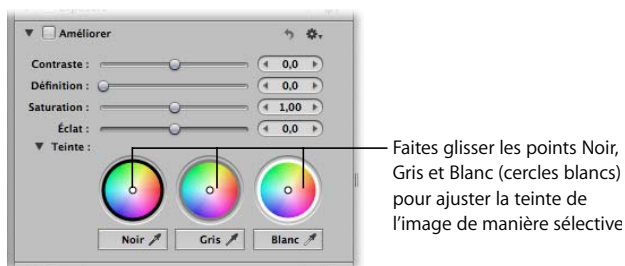 Améliorer
Contraste : 0,0
Définition : 0,0
Saturation : 1,00
Éclat : 0,0
Teinte :
Noir Gris Blanc
Faites glisser les points Noir,
Gris et Blanc (cercles blancs)
pour ajuster la teinte de
l’image de manière sélective